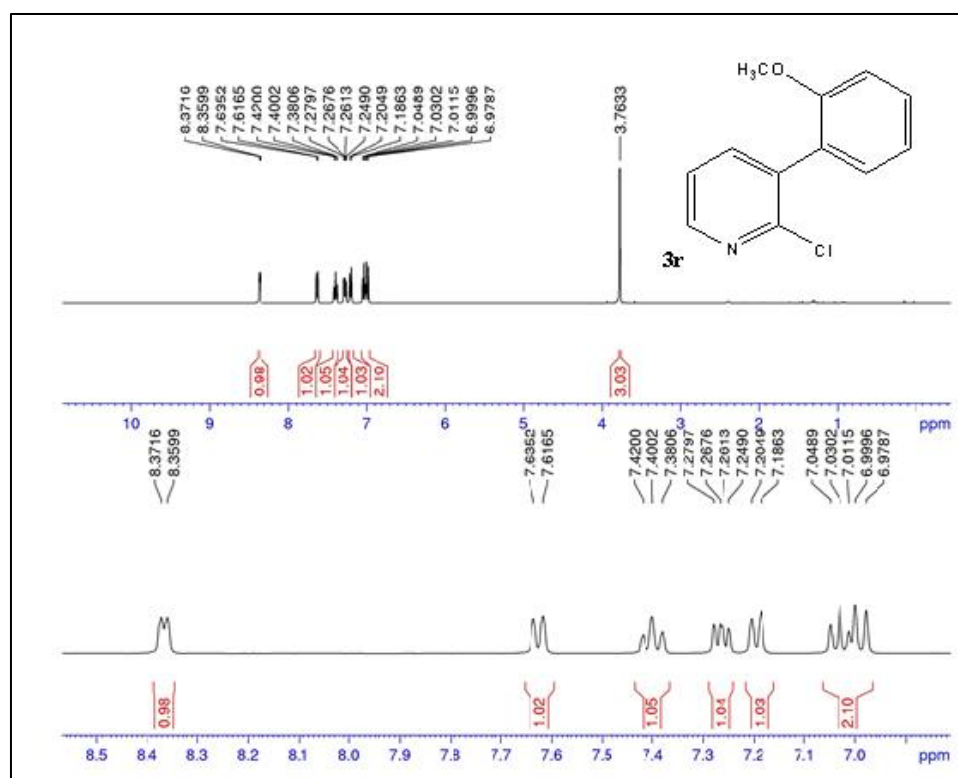 8.3716 8.3599 7.6352 7.6165 7.4200 7.4002 7.3806 7.2797 7.2676 7.2613 7.2490 7.2049 7.1863 7.0489 7.0302 7.0115 6.9996 6.9787 3.7633
H₃CO
N
Cl
3r
0.98 1.02 1.05 1.04 1.03 2.10 3.03
10 9 8 7 6 5 4 3 2 1 ppm
8.3716 8.3599 7.6352 7.6165 7.4200 7.4002 7.3806 7.2797 7.2676 7.2613 7.2490 7.2049 7.1863 7.0489 7.0302 7.0115 6.9996 6.9787
0.98 1.02 1.05 1.04 1.03 2.10
8.5 8.4 8.3 8.2 8.1 8.0 7.9 7.8 7.7 7.6 7.5 7.4 7.3 7.2 7.1 7.0 ppm